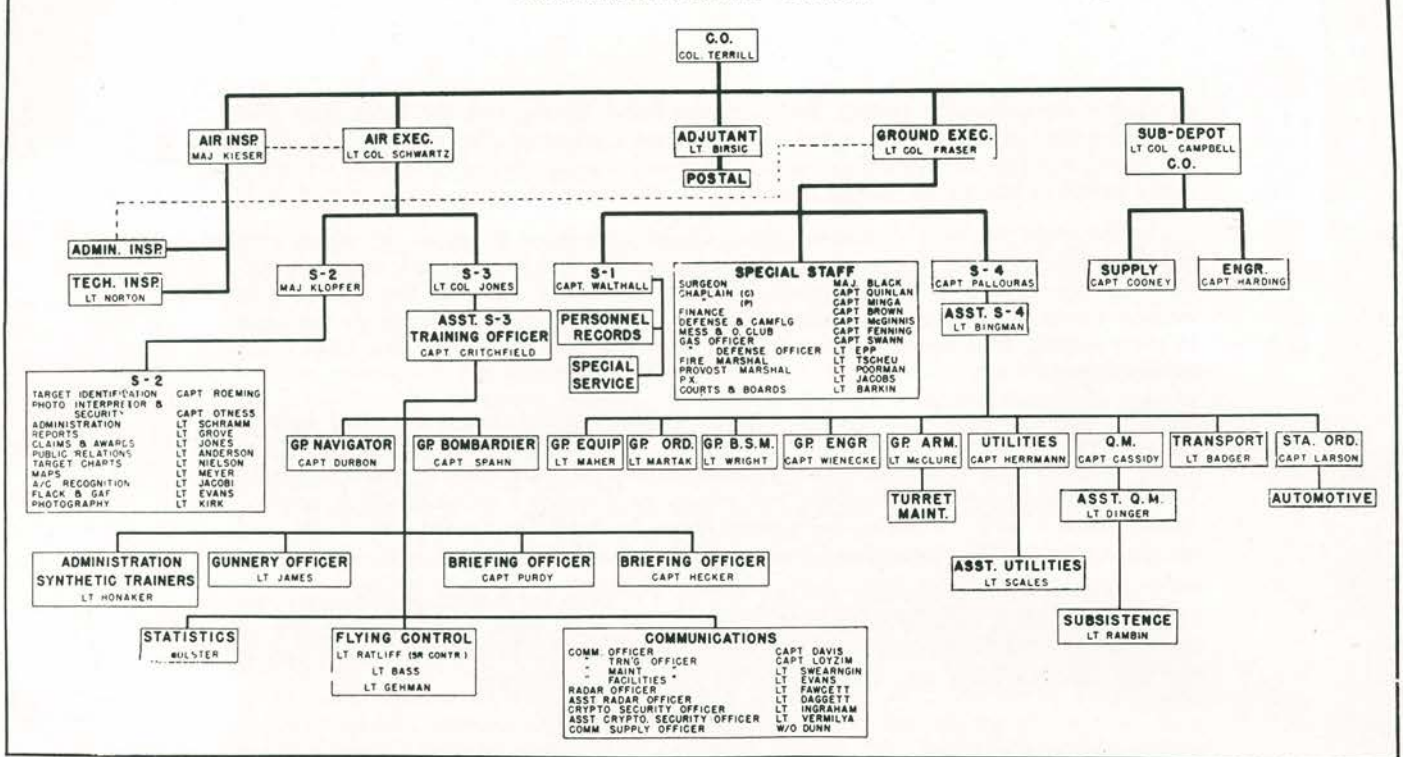 C.O.
COL. TERRILL
AIR INSP.
MAJ KIESER
AIR EXEC.
LT COL SCHWARTZ
ADJUTANT
LT BIRSIC
POSTAL
GROUND EXEC.
LT COL FRASER
SUB-DEPOT
LT COL CAMPBELL
C.O.
ADMIN. INSP.
TECH. INSP.
LT NORTON
S-2
MAJ KLOPFER
S-3
LT COL JONES
ASST. S-3
TRAINING OFFICER
CAPT CRITCHFIELD
S-1
CAPT. WALTHALL
PERSONNEL
RECORDS
SPECIAL
SERVICE
SPECIAL STAFF
SURGEON MAJ. BLACK
CHAPLAIN (C) CAPT QUINLAN
" (P) CAPT MINGA
FINANCE CAPT BROWN
DEFENSE & CAMFLG CAPT McGINNIS
MESS & O. CLUB CAPT FENNING
GAS OFFICER CAPT SWANN
" DEFENSE OFFICER LT EPP
FIRE MARSHAL LT TSCHEU
PROVOST MARSHAL LT POORMAN
P.X. LT JACOBS
COURTS & BOARDS LT BARKIN
S-4
CAPT PALLOURAS
ASST. S-4
LT BINGMAN
SUPPLY
CAPT COONEY
ENGR.
CAPT HARDING
S-2
TARGET IDENTIFICATION CAPT ROEMING
PHOTO INTERPRETOR &
SECURITY CAPT OTNESS
ADMINISTRATION LT SCHRAMM
REPORTS LT GROVE
CLAIMS & AWARDS LT JONES
PUBLIC RELATIONS LT ANDERSON
TARGET CHARTS LT NIELSON
MAPS LT MEYER
A/C RECOGNITION LT JACOBI
FLACK & GAF LT EVANS
PHOTOGRAPHY LT KIRK
GP. NAVIGATOR
CAPT DURBON
GP. BOMBARDIER
CAPT SPAHN
GP. EQUIP
LT MAHER
GP. ORD.
LT MARTAK
GP. B.S.M.
LT WRIGHT
GP. ENGR
CAPT WIENECKE
GP. ARM.
LT McCLURE
TURRET
MAINT.
UTILITIES
CAPT HERRMANN
Q.M.
CAPT CASSIDY
TRANSPORT
LT BADGER
STA. ORD.
CAPT LARSON
AUTOMOTIVE
ASST. Q.M.
LT DINGER
ASST. UTILITIES
LT SCALES
SUBSISTENCE
LT RAMBIN
ADMINISTRATION
SYNTHETIC TRAINERS
LT HONAKER
GUNNERY OFFICER
LT JAMES
BRIEFING OFFICER
CAPT PURDY
BRIEFING OFFICER
CAPT HECKER
STATISTICS
FLYING CONTROL
LT RATLIFF (SR CONTR)
LT BASS
LT GEHMAN
COMMUNICATIONS
COMM. OFFICER CAPT DAVIS
" TRN'G OFFICER CAPT LOYZIM
" MAINT " LT SWEARNGIN
" FACILITIES " LT EVANS
RADAR OFFICER LT FAWCETT
ASST RADAR OFFICER LT DAGGETT
CRYPTO SECURITY OFFICER LT INGRAHAM
ASST CRYPTO. SECURITY OFFICER LT VERMILYA
COMM SUPPLY OFFICER W/O DUNN